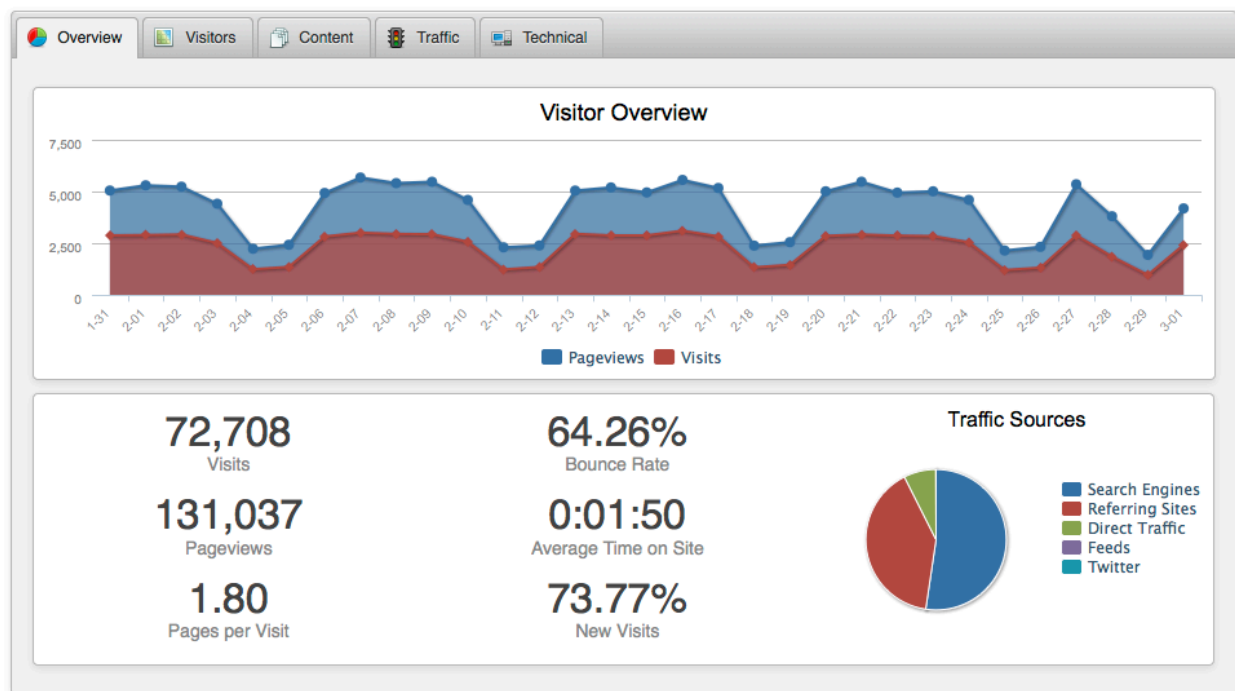 Overview Visitors Content Traffic Technical
Visitor Overview
7,500
5,000
2,500
0
1-31 2-01 2-02 2-03 2-04 2-05 2-06 2-07 2-08 2-09 2-10 2-11 2-12 2-13 2-14 2-15 2-16 2-17 2-18 2-19 2-20 2-21 2-22 2-23 2-24 2-25 2-26 2-27 2-28 2-29 3-01
Pageviews Visits
72,708
Visits
131,037
Pageviews
1.80
Pages per Visit
64.26%
Bounce Rate
0:01:50
Average Time on Site
73.77%
New Visits
Traffic Sources
Search Engines
Referring Sites
Direct Traffic
Feeds
Twitter